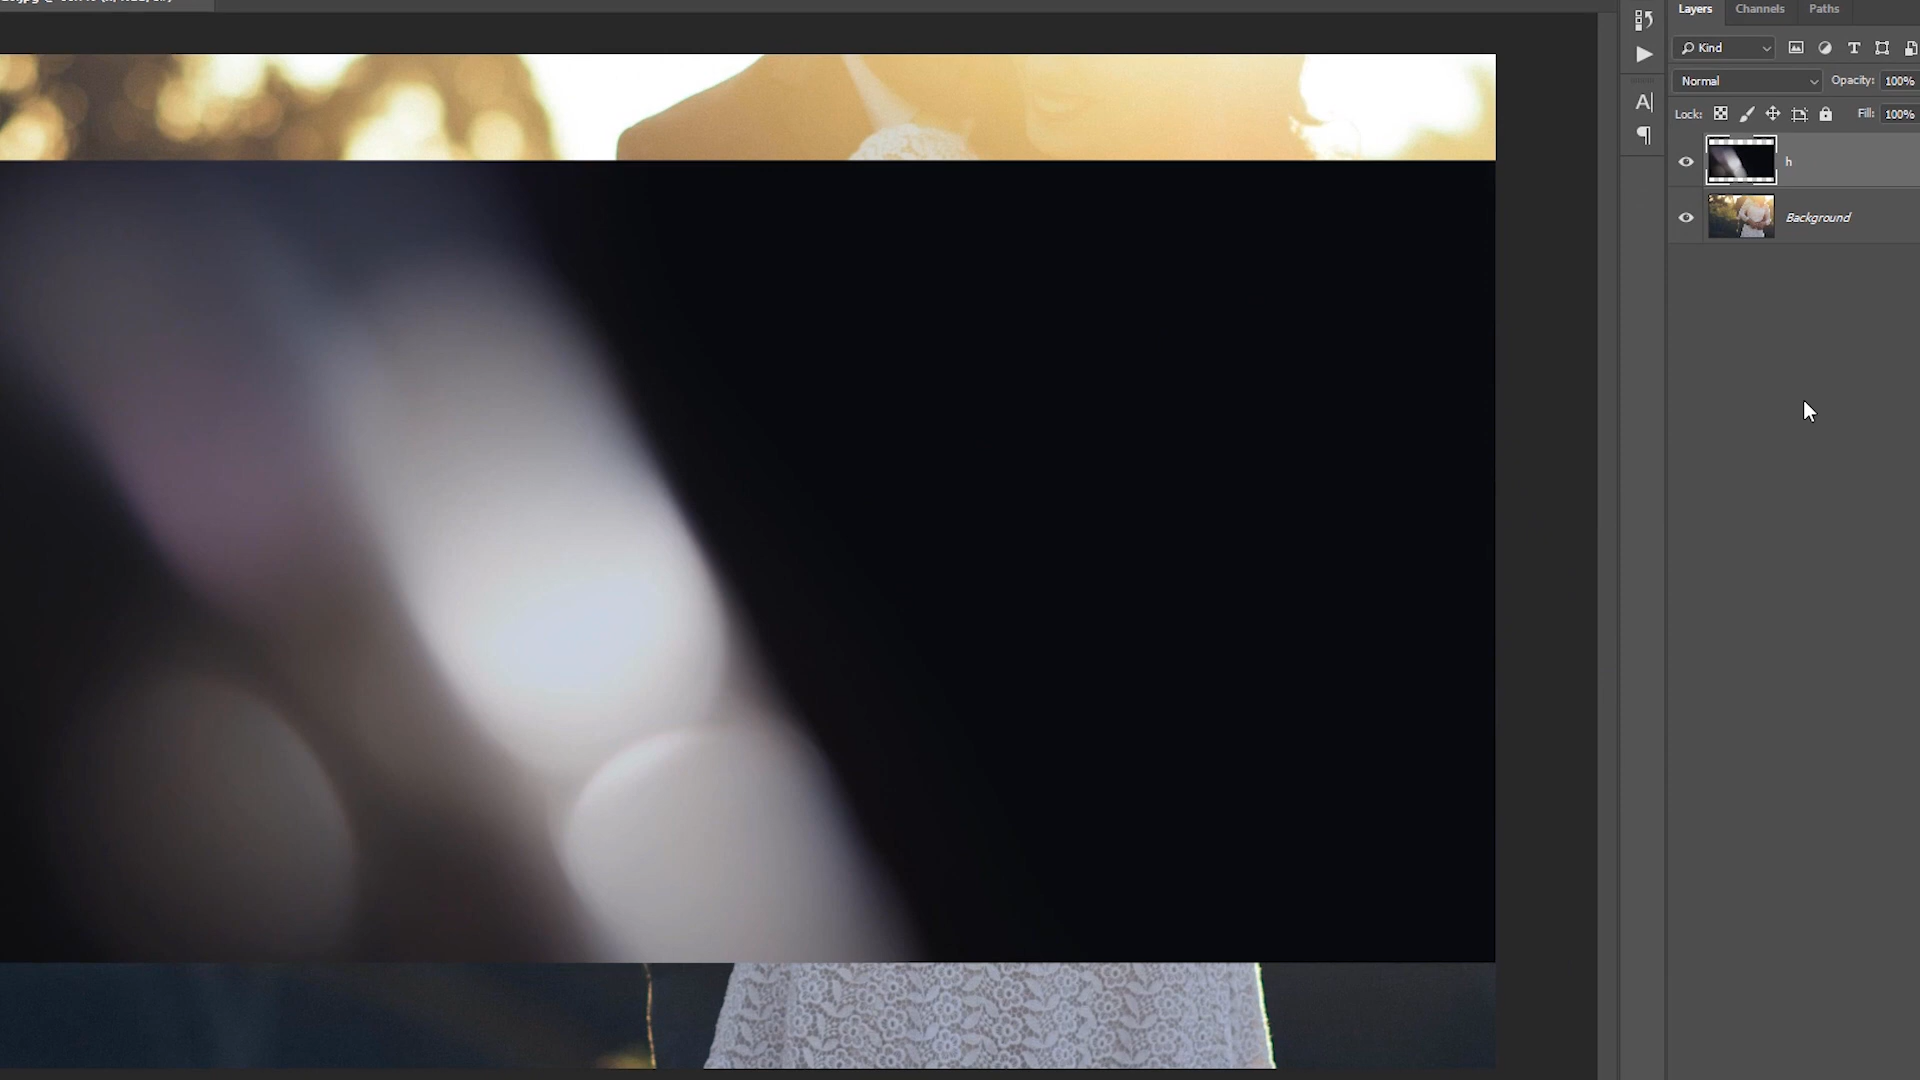 Layers Channels Paths
Kind
Normal Opacity: 100%
Lock: Fill: 100%
h
Background